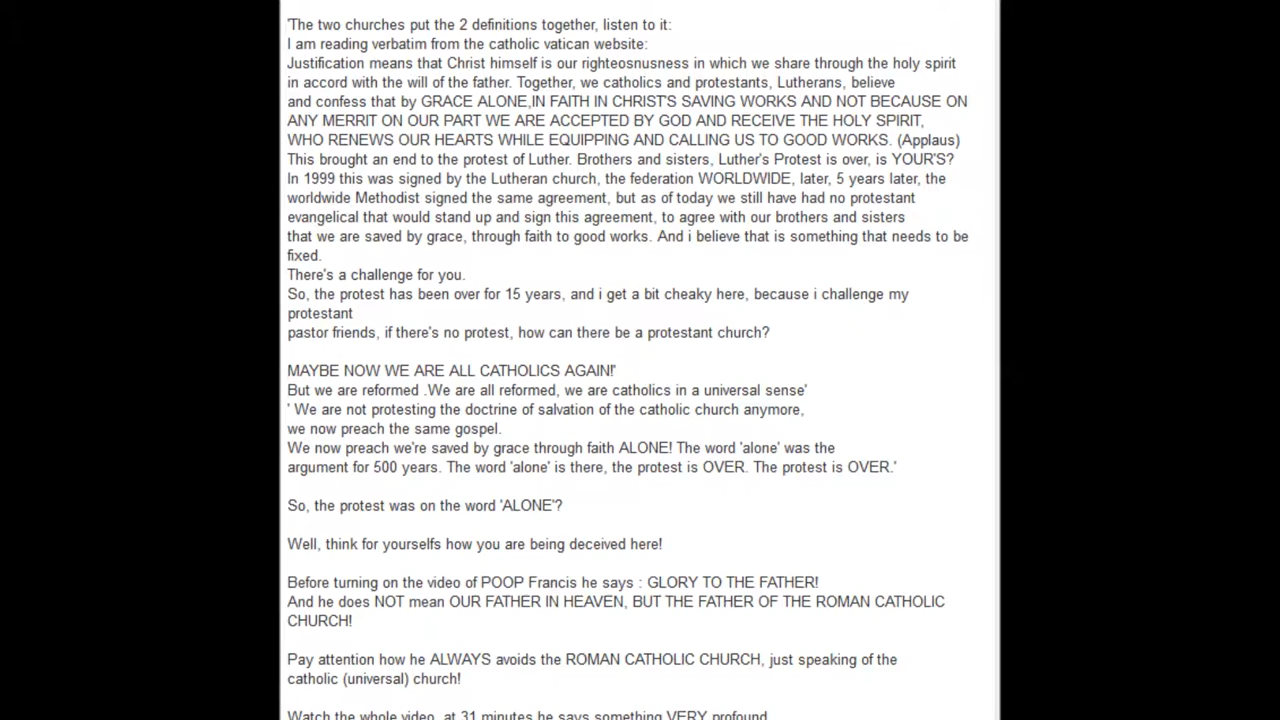 'The two churches put the 2 definitions together, listen to it:
I am reading verbatim from the catholic vatican website:
Justification means that Christ himself is our righteosnusness in which we share through the holy spirit
in accord with the will of the father. Together, we catholics and protestants, Lutherans, believe
and confess that by GRACE ALONE,IN FAITH IN CHRIST'S SAVING WORKS AND NOT BECAUSE ON
ANY MERRIT ON OUR PART WE ARE ACCEPTED BY GOD AND RECEIVE THE HOLY SPIRIT,
WHO RENEWS OUR HEARTS WHILE EQUIPPING AND CALLING US TO GOOD WORKS. (Applaus)
This brought an end to the protest of Luther. Brothers and sisters, Luther's Protest is over, is YOUR'S?
In 1999 this was signed by the Lutheran church, the federation WORLDWIDE, later, 5 years later, the
worldwide Methodist signed the same agreement, but as of today we still have had no protestant
evangelical that would stand up and sign this agreement, to agree with our brothers and sisters
that we are saved by grace, through faith to good works. And i believe that is something that needs to be
fixed.
There's a challenge for you.
So, the protest has been over for 15 years, and i get a bit cheaky here, because i challenge my
protestant
pastor friends, if there's no protest, how can there be a protestant church?
MAYBE NOW WE ARE ALL CATHOLICS AGAIN!'
But we are reformed .We are all reformed, we are catholics in a universal sense'
' We are not protesting the doctrine of salvation of the catholic church anymore,
we now preach the same gospel.
We now preach we're saved by grace through faith ALONE! The word 'alone' was the
argument for 500 years. The word 'alone' is there, the protest is OVER. The protest is OVER.'
So, the protest was on the word 'ALONE'?
Well, think for yourselfs how you are being deceived here!
Before turning on the video of POOP Francis he says : GLORY TO THE FATHER!
And he does NOT mean OUR FATHER IN HEAVEN, BUT THE FATHER OF THE ROMAN CATHOLIC
CHURCH!
Pay attention how he ALWAYS avoids the ROMAN CATHOLIC CHURCH, just speaking of the
catholic (universal) church!
Watch the whole video, at 31 minutes he says something VERY profound